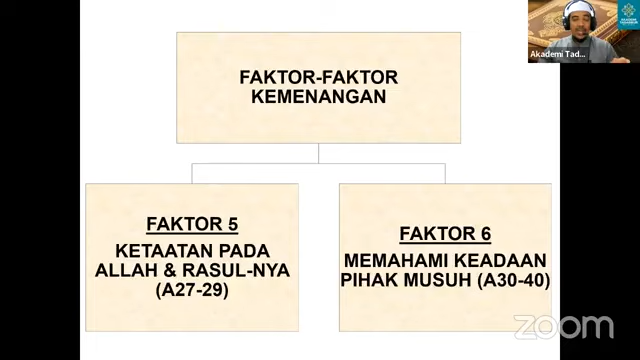 FAKTOR-FAKTOR
KEMENANGAN
FAKTOR 5
KETAATAN PADA
ALLAH & RASUL-NYA
(A27-29)
FAKTOR 6
MEMAHAMI KEADAAN
PIHAK MUSUH (A30-40)
Akademi Tad...
zoom